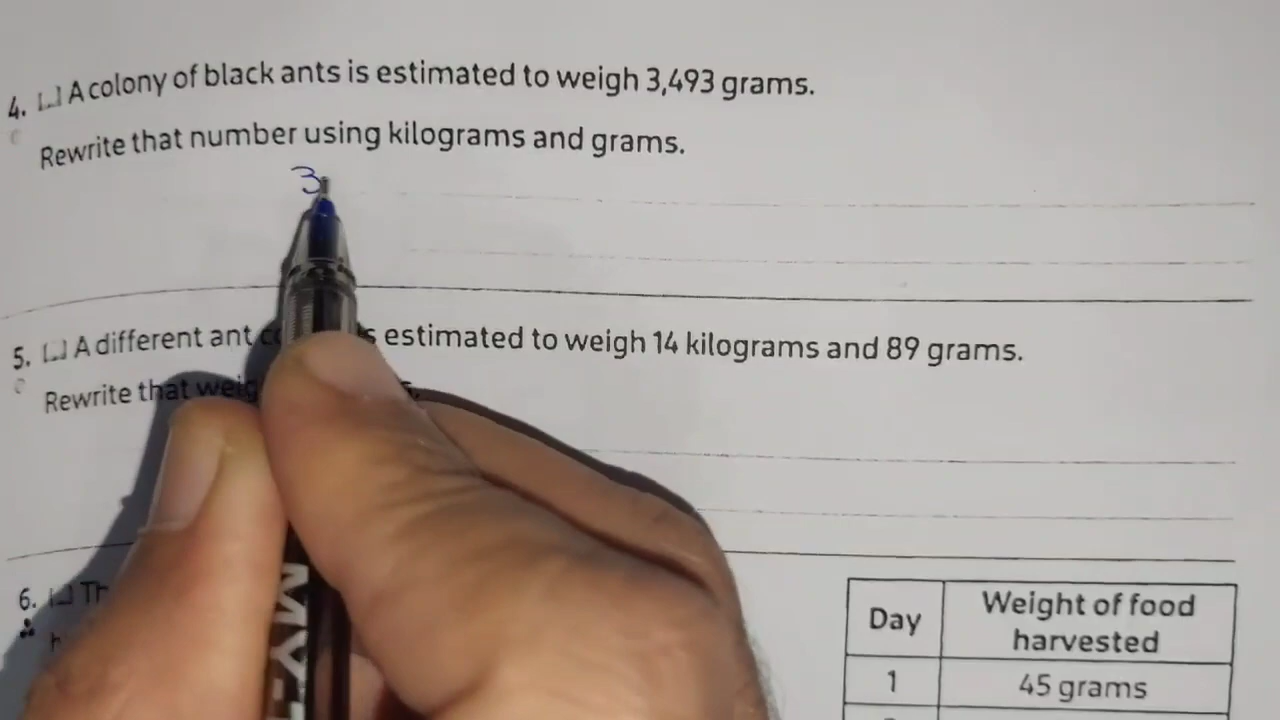 4. A colony of black ants is estimated to weigh 3,493 grams.
Rewrite that number using kilograms and grams.
3
5. A different ant estimated to weigh 14 kilograms and 89 grams.
Rewrite that
6.
Day Weight of food harvested
1 45 grams
MY